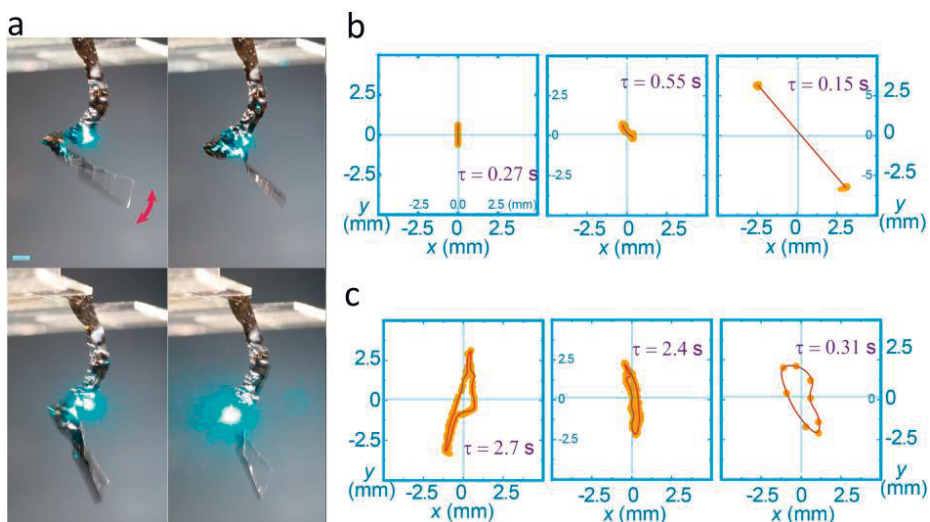 a
b
2.5
0
-2.5
y
(mm)
τ = 0.27 s
-2.5 0.0 2.5 (mm)
-2.5 0 2.5
x (mm)
2.5
0
-2.5
τ = 0.55 s
-2.5 0 2.5
x (mm)
5
0
-5
τ = 0.15 s
2.5
0
-2.5
y
(mm)
-2.5 0 2.5
x (mm)
c
2.5
0
-2.5
y
(mm)
τ = 2.7 s
-2.5 0 2.5
x (mm)
2.5
0
-2.5
τ = 2.4 s
-2.5 0 2.5
x (mm)
τ = 0.31 s
0
2.5
0
-2.5
y
(mm)
-2.5 0 2.5
x (mm)